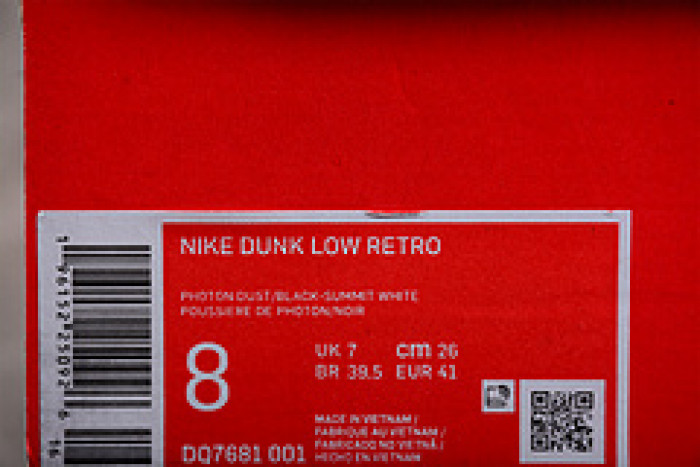 NIKE DUNK LOW RETRO
PHOTON DUST/BLACK-SUMMIT WHITE
POUSSIERE DE PHOTON/NOIR
8
UK 7 cm 26
BR 39.5 EUR 41
MADE IN VIETNAM /
FABRIQUE AU VIETNAM /
FABRICADO NO VIETNÃ /
HECHO EN VIETNAM
DQ7681 001